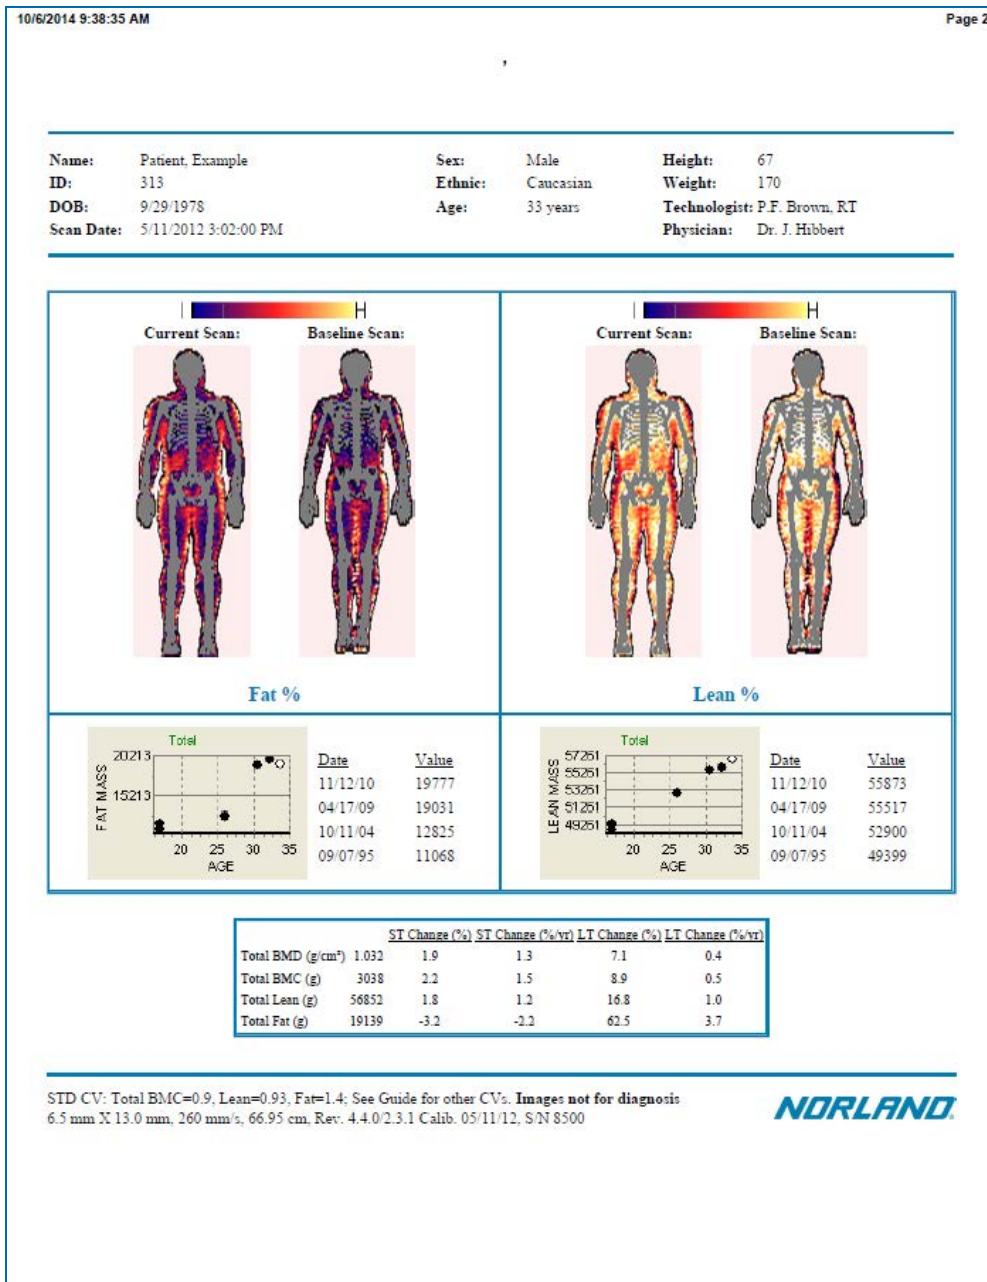 10/6/2014 9:38:35 AM Page 2
,
Name: Patient, Example Sex: Male Height: 67
ID: 313 Ethnic: Caucasian Weight: 170
DOB: 9/29/1978 Age: 33 years Technologist: P.F. Brown, RT
Scan Date: 5/11/2012 3:02:00 PM Physician: Dr. J. Hibbert
L H
Current Scan: Baseline Scan:
Fat %
L H
Current Scan: Baseline Scan:
Lean %
Total
20213
15213
FAT MASS
20 25 30 35
AGE
Date Value
11/12/10 19777
04/17/09 19031
10/11/04 12825
09/07/95 11068
Total
57261
55261
53261
51261
49261
LEAN MASS
20 25 30 35
AGE
Date Value
11/12/10 55873
04/17/09 55517
10/11/04 52900
09/07/95 49399
ST Change (%) ST Change (%/yr) LT Change (%) LT Change (%/yr)
Total BMD (g/cm²) 1.032 1.9 1.3 7.1 0.4
Total BMC (g) 3038 2.2 1.5 8.9 0.5
Total Lean (g) 56852 1.8 1.2 16.8 1.0
Total Fat (g) 19139 -3.2 -2.2 62.5 3.7
STD CV: Total BMC=0.9, Lean=0.93, Fat=1.4; See Guide for other CVs. Images not for diagnosis
6.5 mm X 13.0 mm, 260 mm/s, 66.95 cm, Rev. 4.4.0/2.3.1 Calib. 05/11/12, S/N 8500
NORLAND